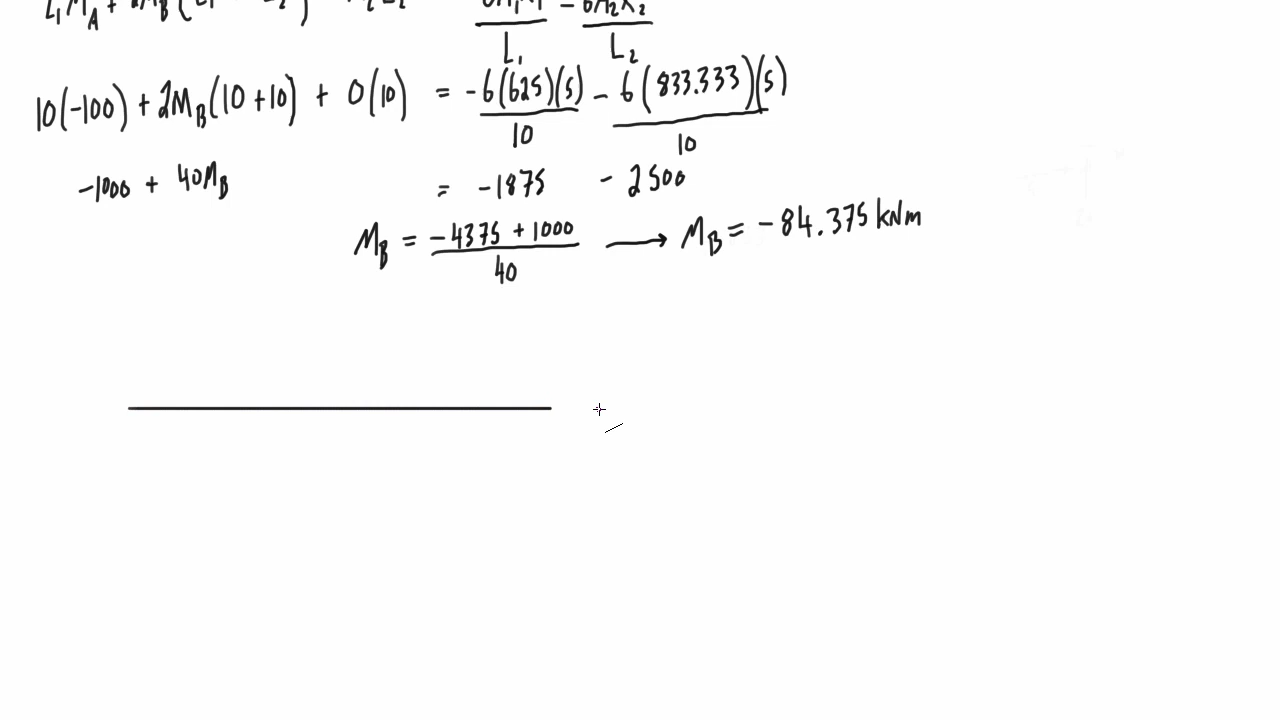 10(-100) + 2M_B(10+10) + 0(10) = -6(625)(5)/10 - 6(833.333)(5)/10
-1000 + 40M_B = -1875 - 2500
M_B = (-4375 + 1000)/40 → M_B = -84.375 kNm